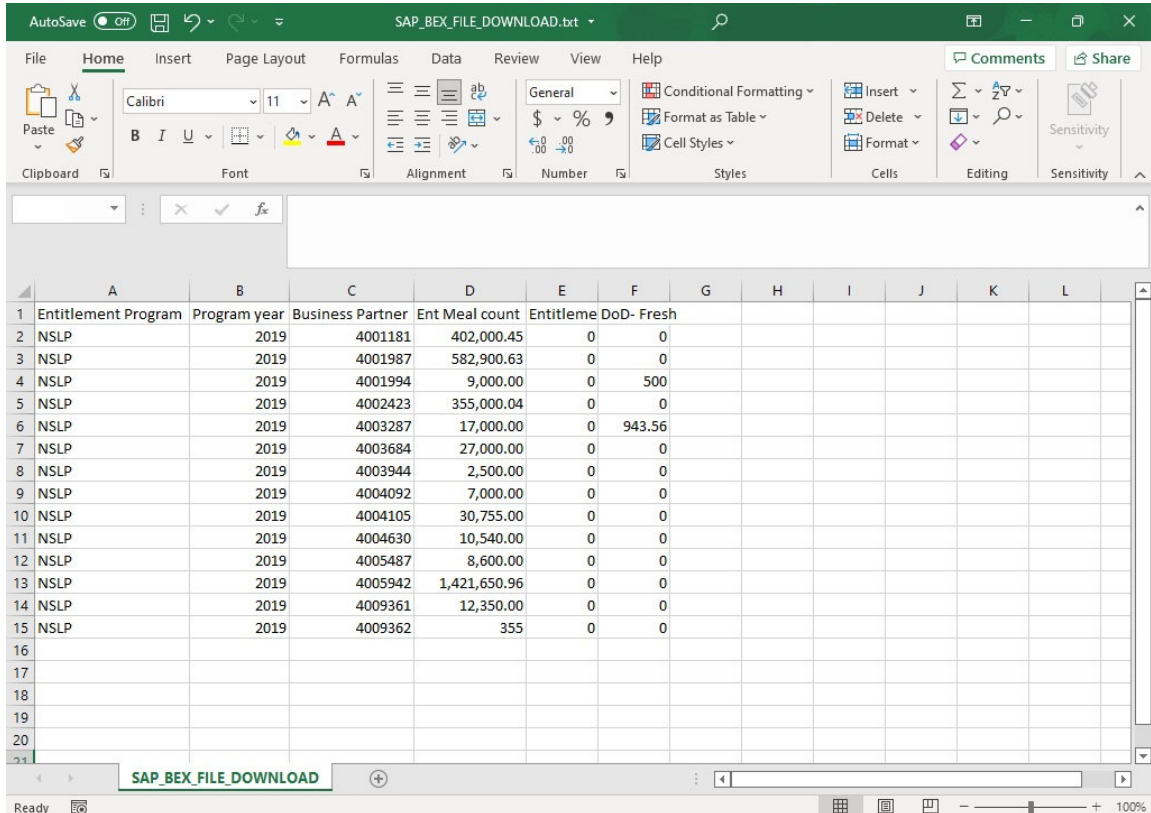 AutoSave Off SAP_BEX_FILE_DOWNLOAD.txt
File Home Insert Page Layout Formulas Data Review View Help Comments Share
Calibri 11 A A ab General Conditional Formatting Insert
Paste B I U A $ % 9 Format as Table Delete
Cell Styles Format Sensitivity
Clipboard Font Alignment Number Styles Cells Editing Sensitivity
fx
A B C D E F G H I J K L
1 Entitlement Program Program year Business Partner Ent Meal count Entitleme DoD- Fresh
2 NSLP 2019 4001181 402,000.45 0 0
3 NSLP 2019 4001987 582,900.63 0 0
4 NSLP 2019 4001994 9,000.00 0 500
5 NSLP 2019 4002423 355,000.04 0 0
6 NSLP 2019 4003287 17,000.00 0 943.56
7 NSLP 2019 4003684 27,000.00 0 0
8 NSLP 2019 4003944 2,500.00 0 0
9 NSLP 2019 4004092 7,000.00 0 0
10 NSLP 2019 4004105 30,755.00 0 0
11 NSLP 2019 4004630 10,540.00 0 0
12 NSLP 2019 4005487 8,600.00 0 0
13 NSLP 2019 4005942 1,421,650.96 0 0
14 NSLP 2019 4009361 12,350.00 0 0
15 NSLP 2019 4009362 355 0 0
16
17
18
19
20
21
SAP_BEX_FILE_DOWNLOAD
Ready 100%